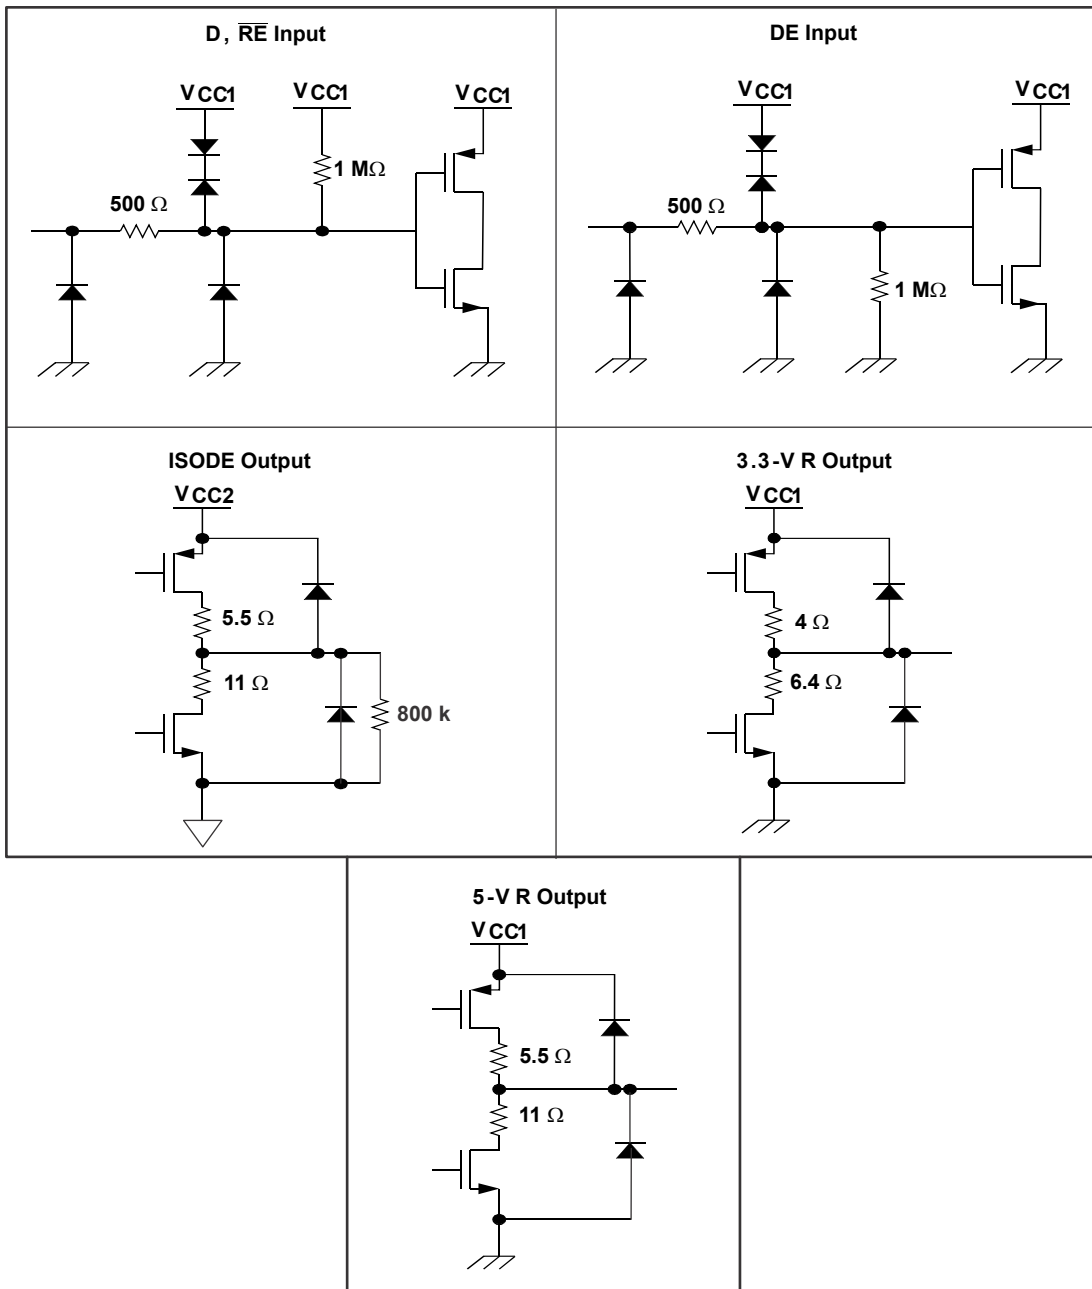 D, RE Input
VCC1
VCC1
VCC1
1 MΩ
500 Ω
DE Input
VCC1
VCC1
500 Ω
1 MΩ
ISODE Output
VCC2
5.5 Ω
11 Ω
800 k
3.3-V R Output
VCC1
4 Ω
6.4 Ω
5-V R Output
VCC1
5.5 Ω
11 Ω